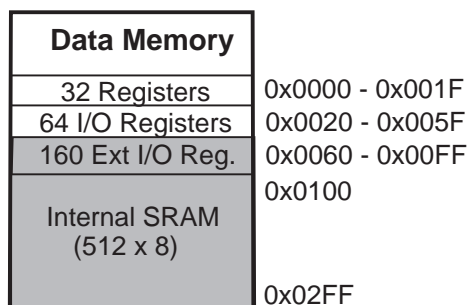 Data Memory
32 Registers 0x0000 - 0x001F
64 I/O Registers 0x0020 - 0x005F
160 Ext I/O Reg. 0x0060 - 0x00FF
0x0100
Internal SRAM
(512 x 8)
0x02FF